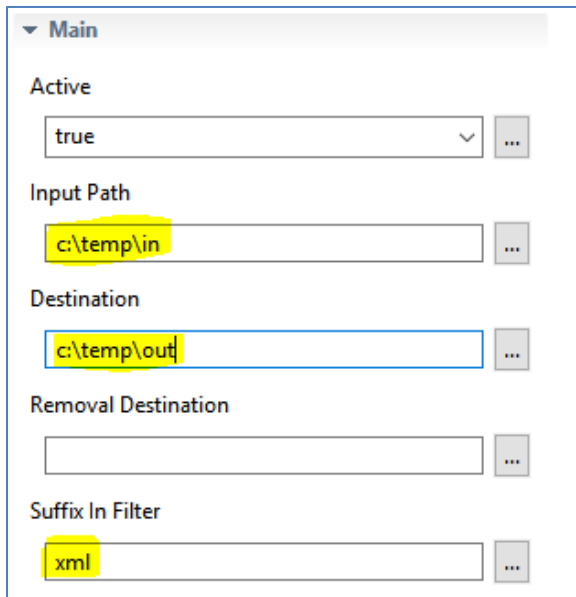 Main
Active
true
...
Input Path
c:\temp\in
...
Destination
c:\temp\out
...
Removal Destination
...
Suffix In Filter
xml
...